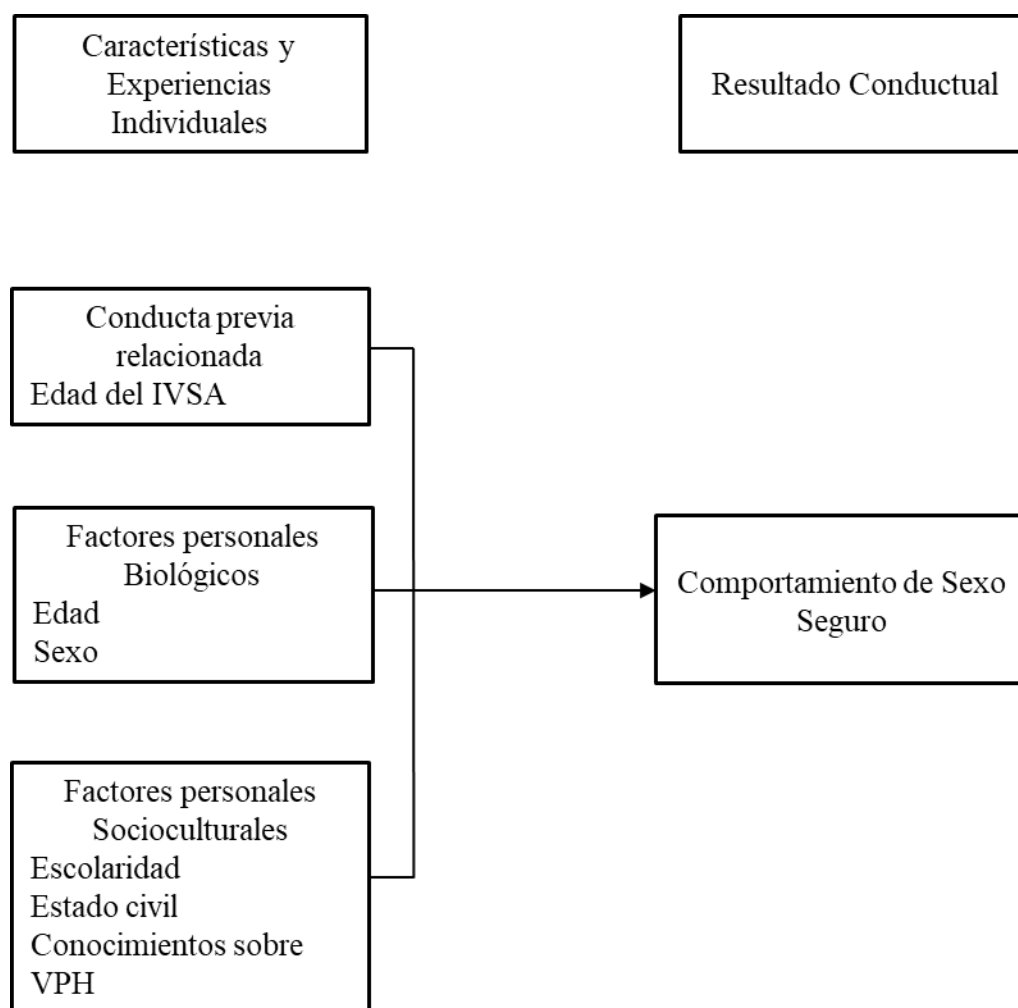 Características y
Experiencias
Individuales
Resultado Conductual
Conducta previa
relacionada
Edad del IVSA
Factores personales
Biológicos
Edad
Sexo
Comportamiento de Sexo
Seguro
Factores personales
Socioculturales
Escolaridad
Estado civil
Conocimientos sobre
VPH